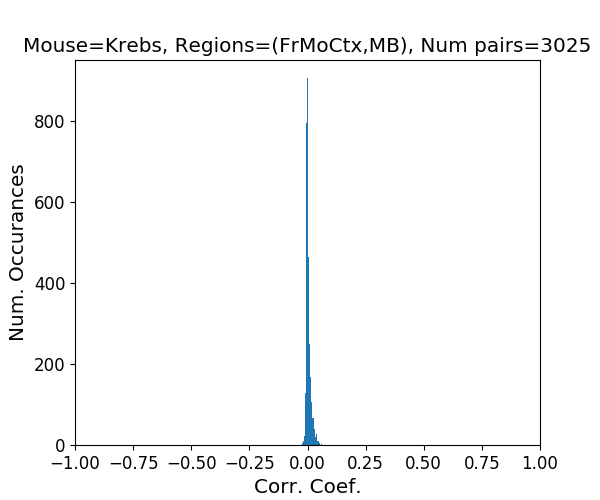 Mouse=Krebs, Regions=(FrMoCtx,MB), Num pairs=3025
Num. Occurances
800
600
400
200
0
−1.00 −0.75 −0.50 −0.25 0.00 0.25 0.50 0.75 1.00
Corr. Coef.